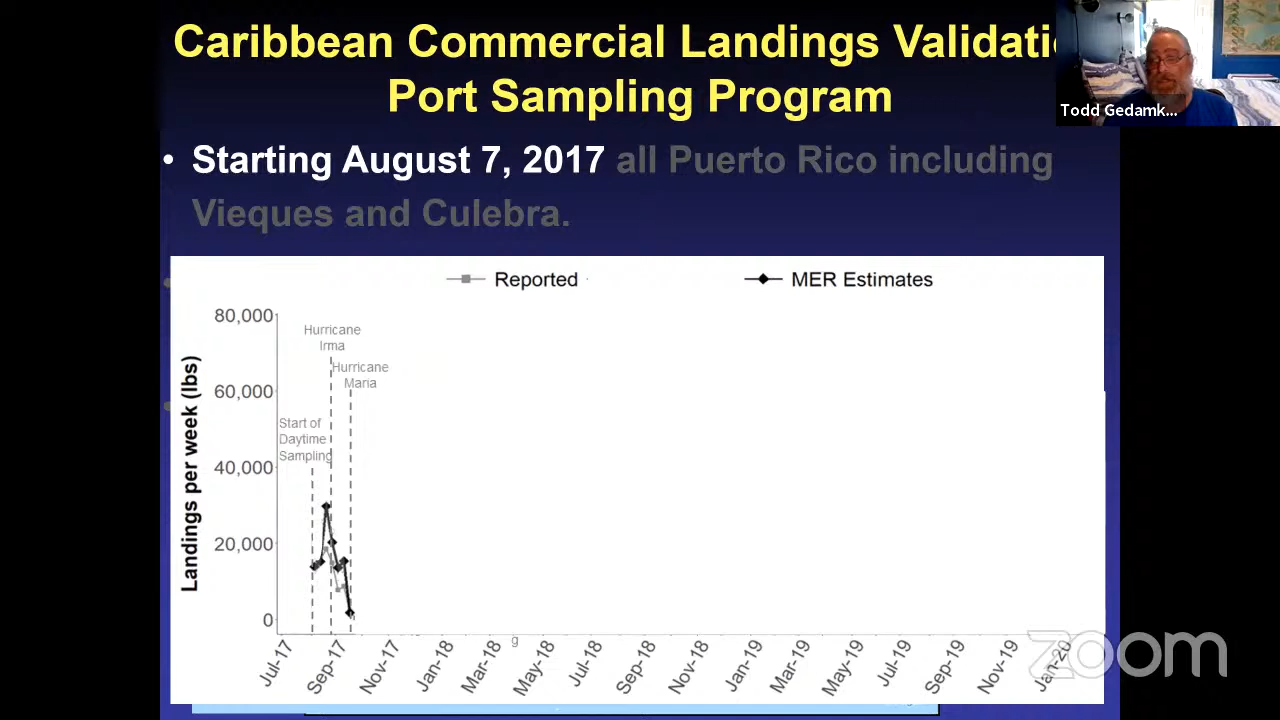 Caribbean Commercial Landings Validati
Port Sampling Program
Todd Gedamk...
• Starting August 7, 2017 all Puerto Rico including
Vieques and Culebra.
Reported
MER Estimates
Landings per week (lbs)
80,000
60,000
40,000
20,000
0
Hurricane
Irma
Hurricane
Maria
Start of
Daytime
Sampling
g
Jul-17
Sep-17
Nov-17
Jan-18
Mar-18
May-18
Jul-18
Sep-18
Nov-18
Jan-19
Mar-19
May-19
Jul-19
Sep-19
Nov-19
Jan-20
zoom